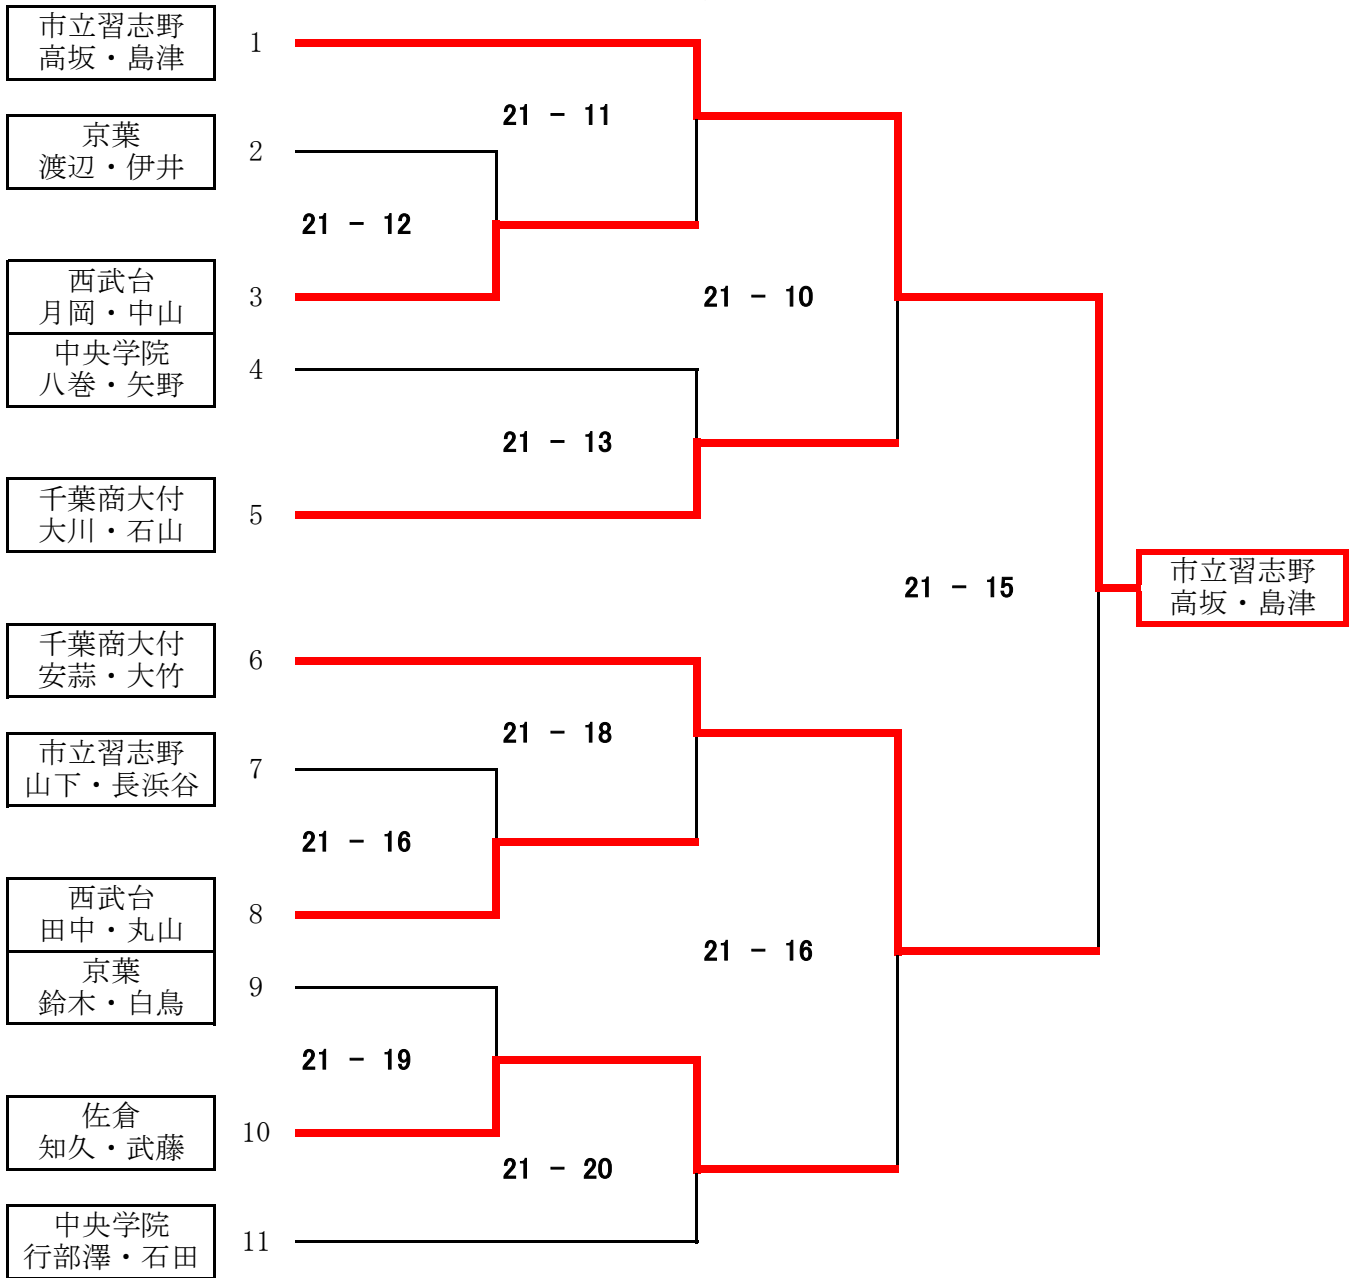 市立習志野
高坂・島津
1
21 - 11
京葉
渡辺・伊井
2
21 - 12
西武台
月岡・中山
3
21 - 10
中央学院
八巻・矢野
4
21 - 13
千葉商大付
大川・石山
5
21 - 15
市立習志野
高坂・島津
千葉商大付
安蒜・大竹
6
21 - 18
市立習志野
山下・長浜谷
7
21 - 16
西武台
田中・丸山
8
21 - 16
京葉
鈴木・白鳥
9
21 - 19
佐倉
知久・武藤
10
21 - 20
中央学院
行部澤・石田
11